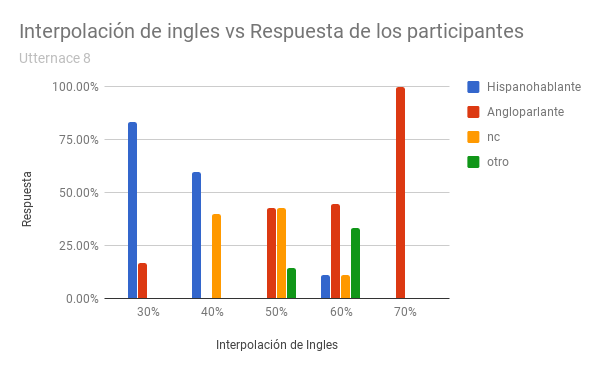 Interpolación de ingles vs Respuesta de los participantes
Utternace 8
100.00%
75.00%
50.00%
25.00%
0.00%
Respuesta
30%
40%
50%
60%
70%
Interpolación de Ingles
Hispanohablante
Angloparlante
nc
otro